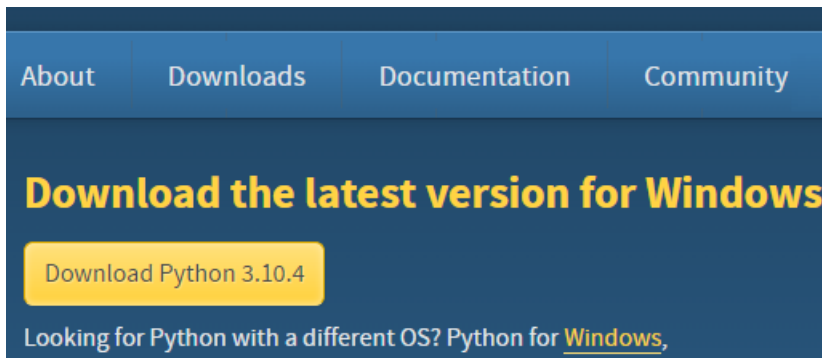 About Downloads Documentation Community
Download the latest version for Windows
Download Python 3.10.4
Looking for Python with a different OS? Python for Windows,